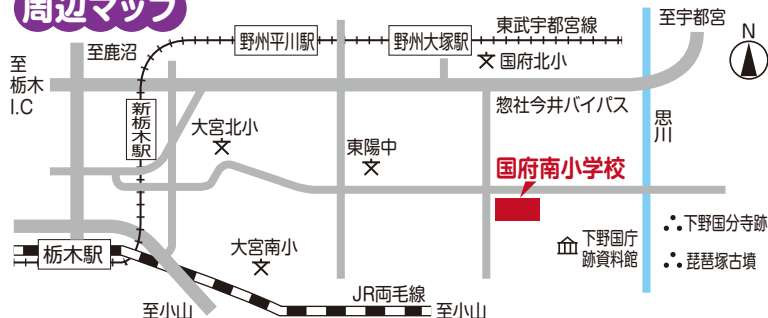 周辺マップ
至鹿沼
野州平川駅
野州大塚駅
東武宇都宮線
至宇都宮
N
至
栃木
I.C
国府北小
新栃木駅
大宮北小
惣社今井バイパス
思川
東陽中
国府南小学校
下野国庁
跡資料館
下野国分寺跡
琵琶塚古墳
栃木駅
大宮南小
JR両毛線
至小山
至小山